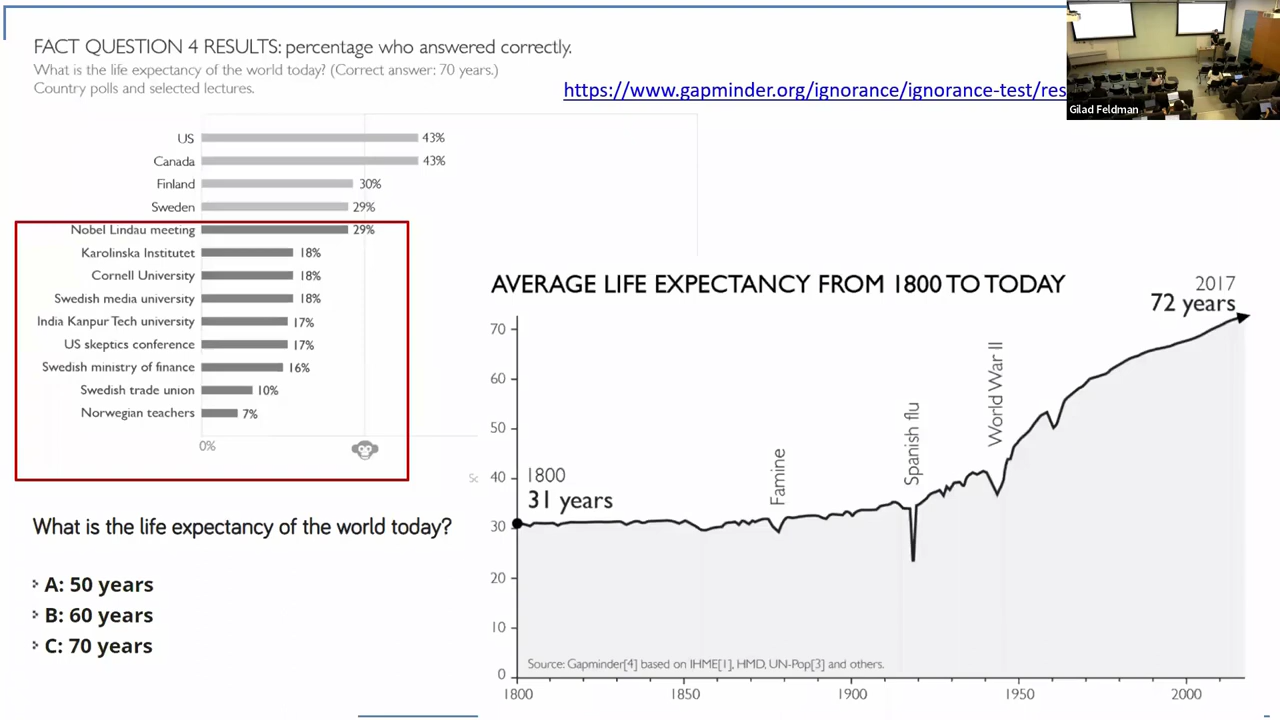 FACT QUESTION 4 RESULTS: percentage who answered correctly.
What is the life expectancy of the world today? (Correct answer: 70 years.)
Country polls and selected lectures.
https://www.gapminder.org/ignorance/ignorance-test/res
Gilad Feldman
US 43%
Canada 43%
Finland 30%
Sweden 29%
Nobel Lindau meeting 29%
Karolinska Institutet 18%
Cornell University 18%
Swedish media university 18%
India Kanpur Tech university 17%
US skeptics conference 17%
Swedish ministry of finance 16%
Swedish trade union 10%
Norwegian teachers 7%
0%
Sc
What is the life expectancy of the world today?
A: 50 years
B: 60 years
C: 70 years
AVERAGE LIFE EXPECTANCY FROM 1800 TO TODAY
2017
72 years
70
60
50
40
30
20
10
0
1800
31 years
Famine
Spanish flu
World War II
Source: Gapminder[4] based on IHME[1], HMD, UN-Pop[3] and others.
1800 1850 1900 1950 2000